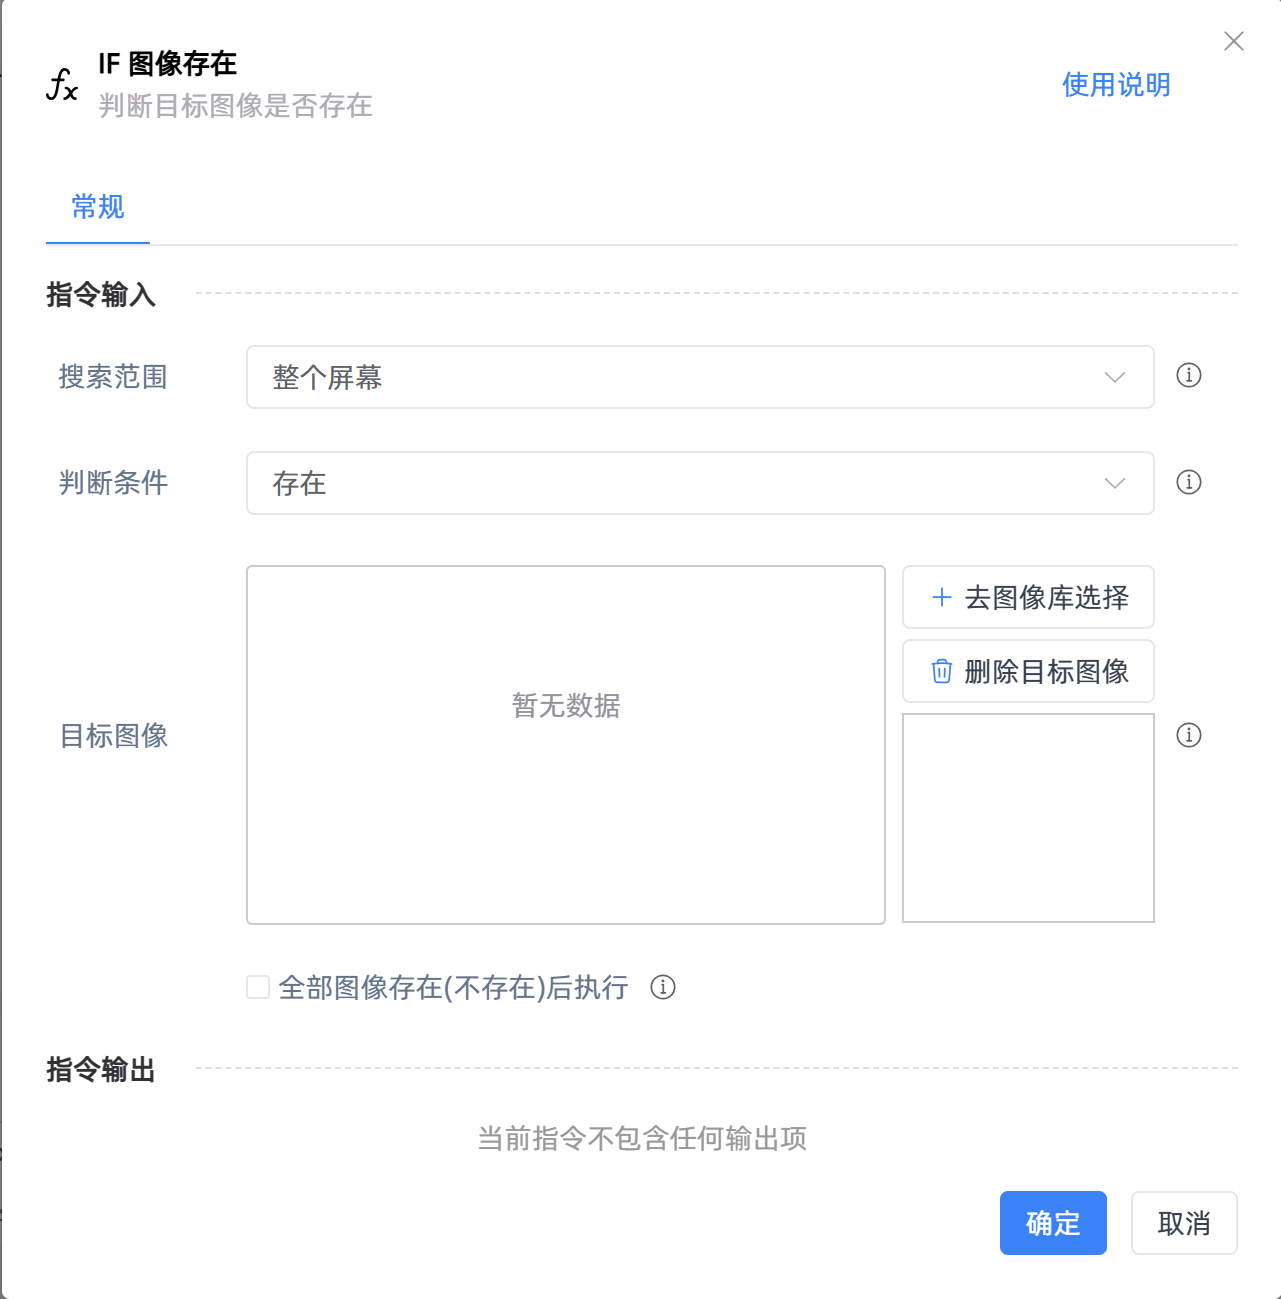 IF 图像存在
判断目标图像是否存在
使用说明
常规
指令输入
搜索范围
整个屏幕
判断条件
存在
目标图像
暂无数据
去图像库选择
删除目标图像
全部图像存在(不存在)后执行
指令输出
当前指令不包含任何输出项
确定
取消